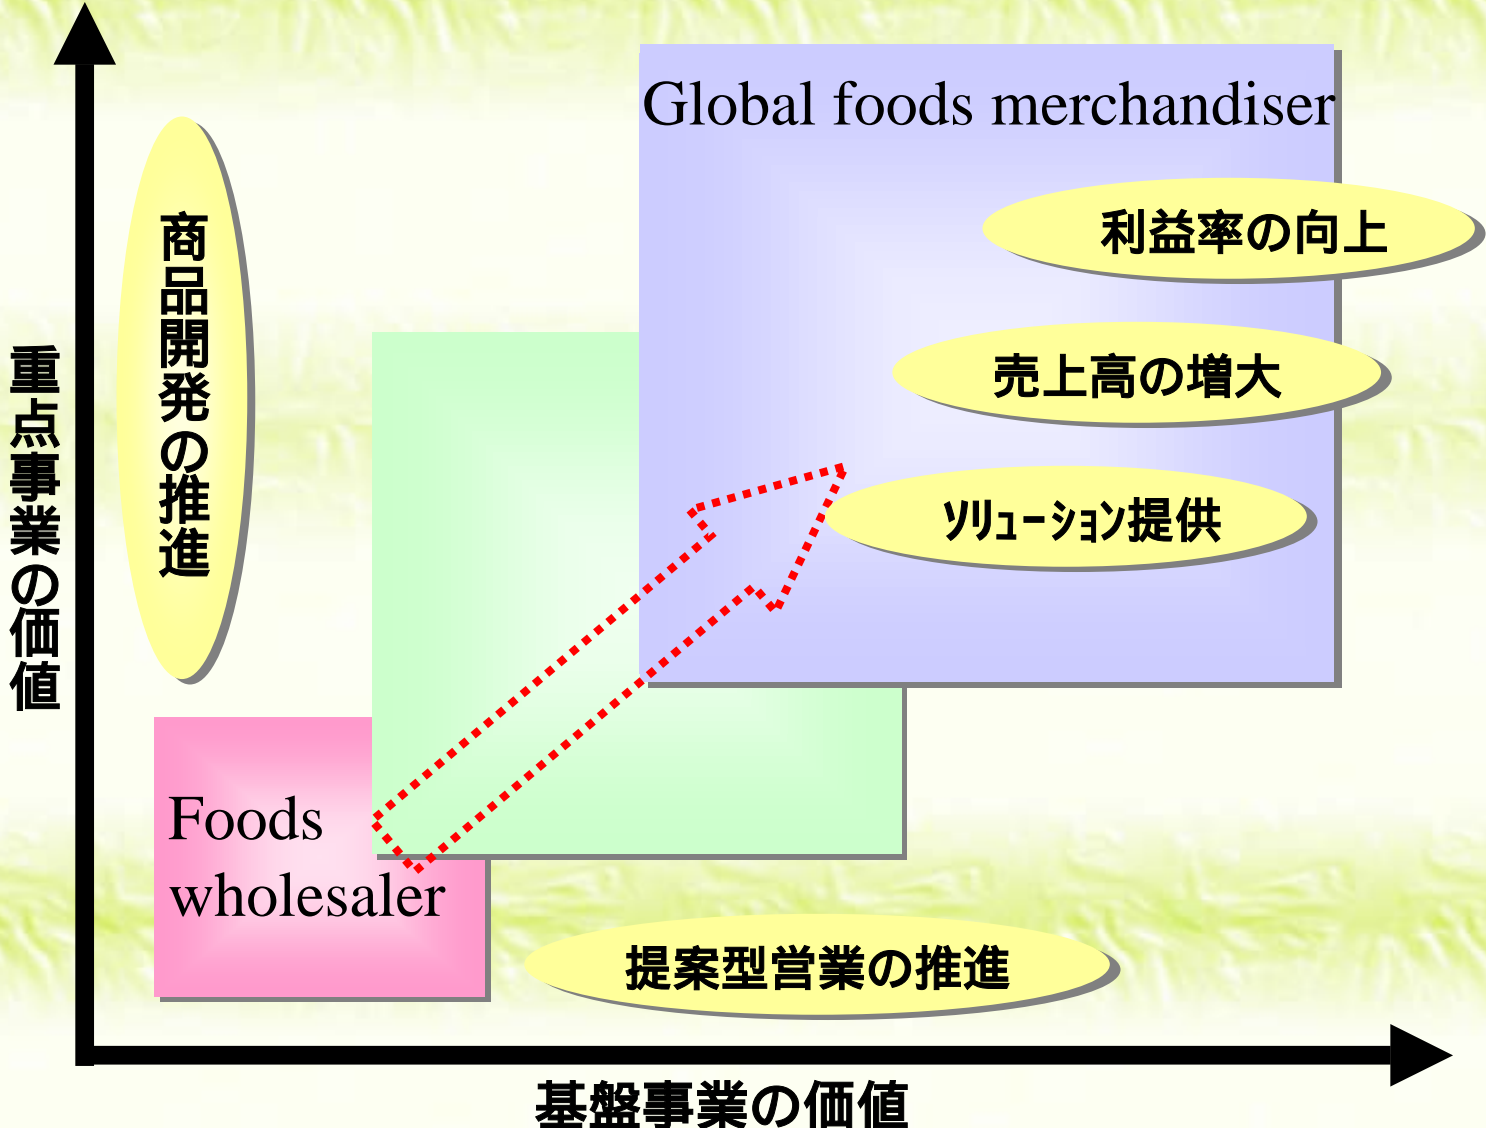 Global foods merchandiser
利益率の向上
売上高の増大
ｿﾘｭｰｼｮﾝ提供
商品開発の推進
重点事業の価値
Foods
wholesaler
提案型営業の推進
基盤事業の価値